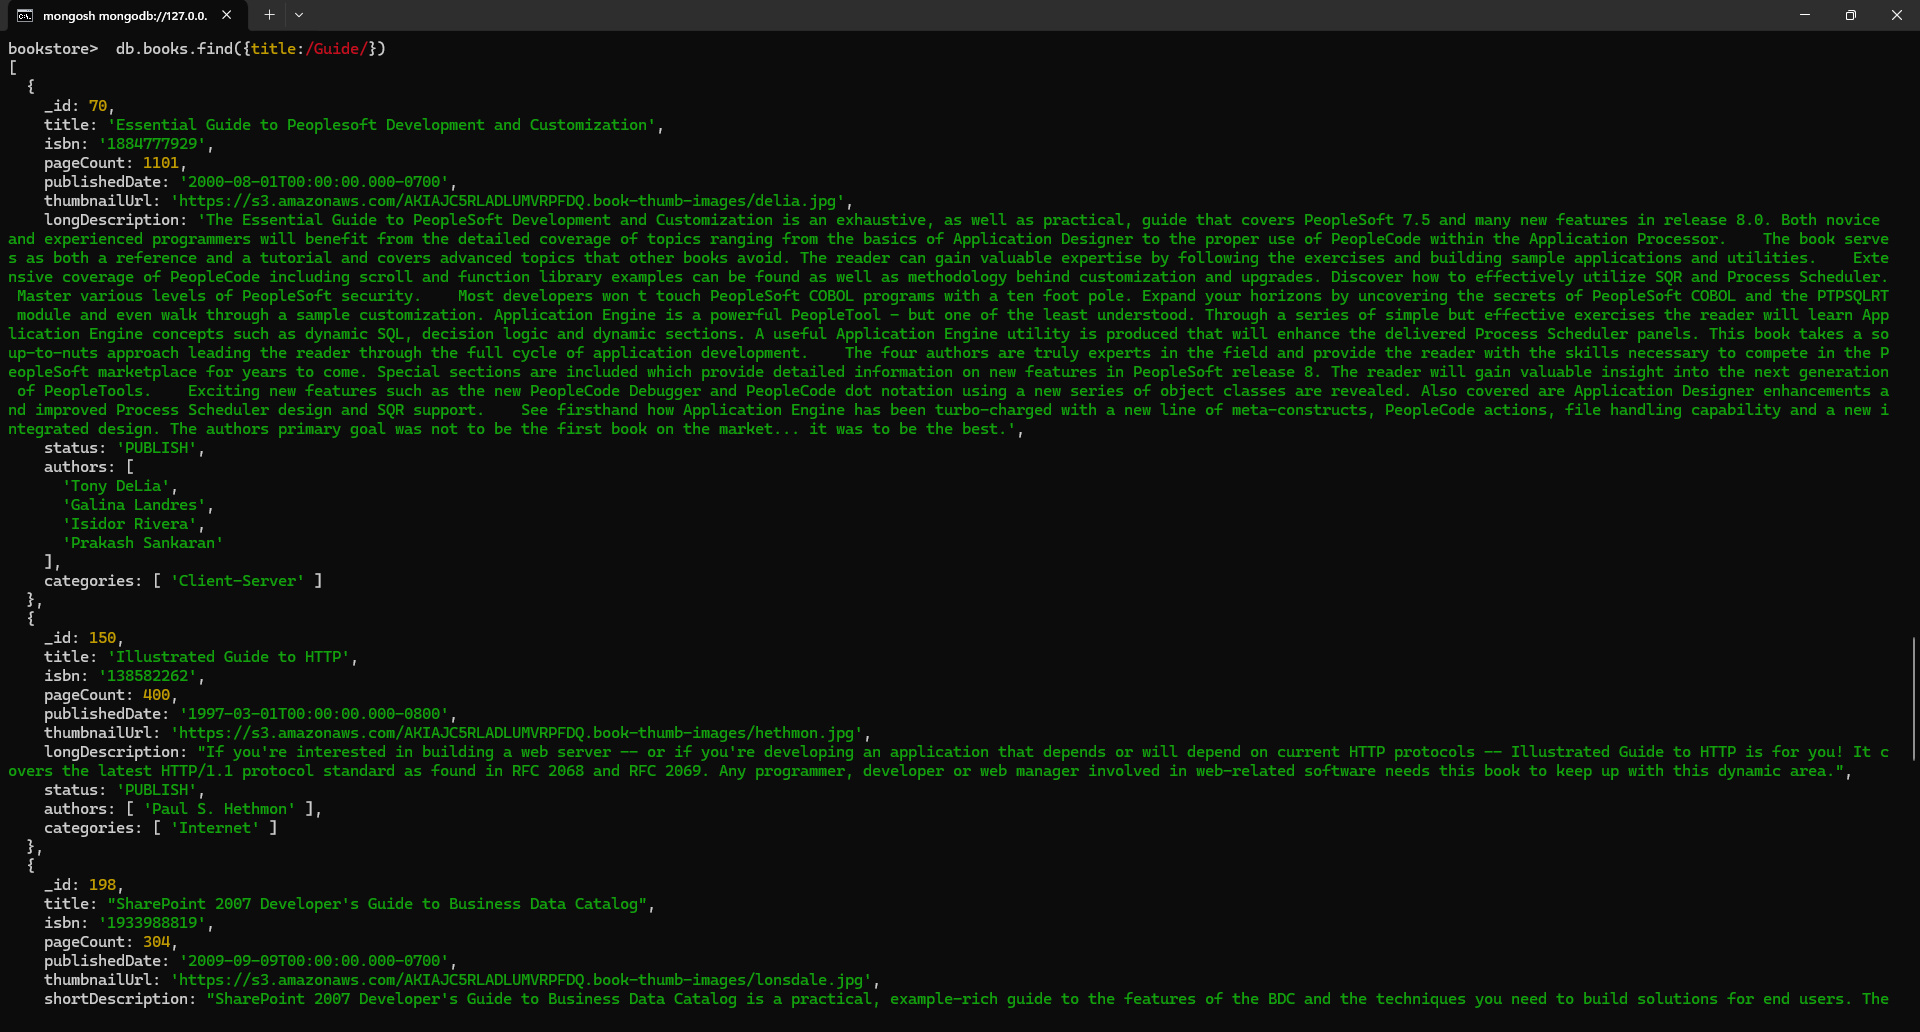 mongosh mongodb://127.0.0.
bookstore>  db.books.find({title:/Guide/})
[
  {
    _id: 70,
    title: 'Essential Guide to Peoplesoft Development and Customization',
    isbn: '1884777929',
    pageCount: 1101,
    publishedDate: '2000-08-01T00:00:00.000-0700',
    thumbnailUrl: 'https://s3.amazonaws.com/AKIAJC5RLADLUMVRPFDQ.book-thumb-images/delia.jpg',
    longDescription: 'The Essential Guide to PeopleSoft Development and Customization is an exhaustive, as well as practical, guide that covers PeopleSoft 7.5 and many new features in release 8.0. Both novice
and experienced programmers will benefit from the detailed coverage of topics ranging from the basics of Application Designer to the proper use of PeopleCode within the Application Processor.    The book serve
s as both a reference and a tutorial and covers advanced topics that other books avoid. The reader can gain valuable expertise by following the exercises and building sample applications and utilities.    Exte
nsive coverage of PeopleCode including scroll and function library examples can be found as well as methodology behind customization and upgrades. Discover how to effectively utilize SQR and Process Scheduler.
 Master various levels of PeopleSoft security.    Most developers won t touch PeopleSoft COBOL programs with a ten foot pole. Expand your horizons by uncovering the secrets of PeopleSoft COBOL and the PTPSQLRT
 module and even walk through a sample customization. Application Engine is a powerful PeopleTool - but one of the least understood. Through a series of simple but effective exercises the reader will learn App
lication Engine concepts such as dynamic SQL, decision logic and dynamic sections. A useful Application Engine utility is produced that will enhance the delivered Process Scheduler panels. This book takes a so
up-to-nuts approach leading the reader through the full cycle of application development.    The four authors are truly experts in the field and provide the reader with the skills necessary to compete in the P
eopleSoft marketplace for years to come. Special sections are included which provide detailed information on new features in PeopleSoft release 8. The reader will gain valuable insight into the next generation
 of PeopleTools.    Exciting new features such as the new PeopleCode Debugger and PeopleCode dot notation using a new series of object classes are revealed. Also covered are Application Designer enhancements a
nd improved Process Scheduler design and SQR support.    See firsthand how Application Engine has been turbo-charged with a new line of meta-constructs, PeopleCode actions, file handling capability and a new i
ntegrated design. The authors primary goal was not to be the first book on the market... it was to be the best.',
    status: 'PUBLISH',
    authors: [
      'Tony DeLia',
      'Galina Landres',
      'Isidor Rivera',
      'Prakash Sankaran'
    ],
    categories: [ 'Client-Server' ]
  },
  {
    _id: 150,
    title: 'Illustrated Guide to HTTP',
    isbn: '138582262',
    pageCount: 400,
    publishedDate: '1997-03-01T00:00:00.000-0800',
    thumbnailUrl: 'https://s3.amazonaws.com/AKIAJC5RLADLUMVRPFDQ.book-thumb-images/hethmon.jpg',
    longDescription: "If you're interested in building a web server -- or if you're developing an application that depends or will depend on current HTTP protocols -- Illustrated Guide to HTTP is for you! It c
overs the latest HTTP/1.1 protocol standard as found in RFC 2068 and RFC 2069. Any programmer, developer or web manager involved in web-related software needs this book to keep up with this dynamic area.",
    status: 'PUBLISH',
    authors: [ 'Paul S. Hethmon' ],
    categories: [ 'Internet' ]
  },
  {
    _id: 198,
    title: "SharePoint 2007 Developer's Guide to Business Data Catalog",
    isbn: '1933988819',
    pageCount: 304,
    publishedDate: '2009-09-09T00:00:00.000-0700',
    thumbnailUrl: 'https://s3.amazonaws.com/AKIAJC5RLADLUMVRPFDQ.book-thumb-images/lonsdale.jpg',
    shortDescription: "SharePoint 2007 Developer's Guide to Business Data Catalog is a practical, example-rich guide to the features of the BDC and the techniques you need to build solutions for end users. The